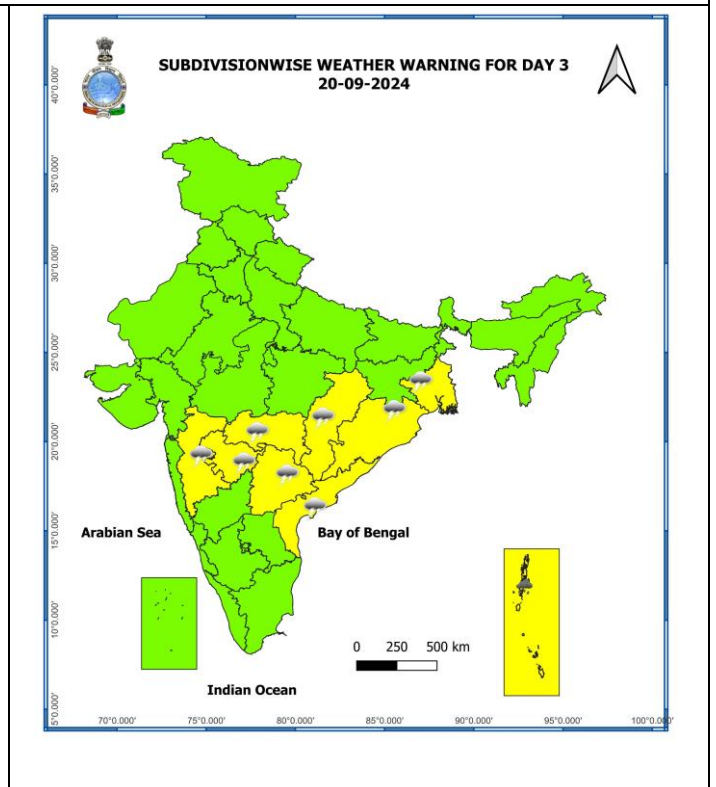 SUBDIVISIONWISE WEATHER WARNING FOR DAY 3
20-09-2024
40°0.000'
35°0.000'
30°0.000'
25°0.000'
20°0.000'
15°0.000'
10°0.000'
5°0.000'
Arabian Sea
Bay of Bengal
0 250 500 km
Indian Ocean
70°0.000' 75°0.000' 80°0.000' 85°0.000' 90°0.000' 95°0.000' 100°0.000'